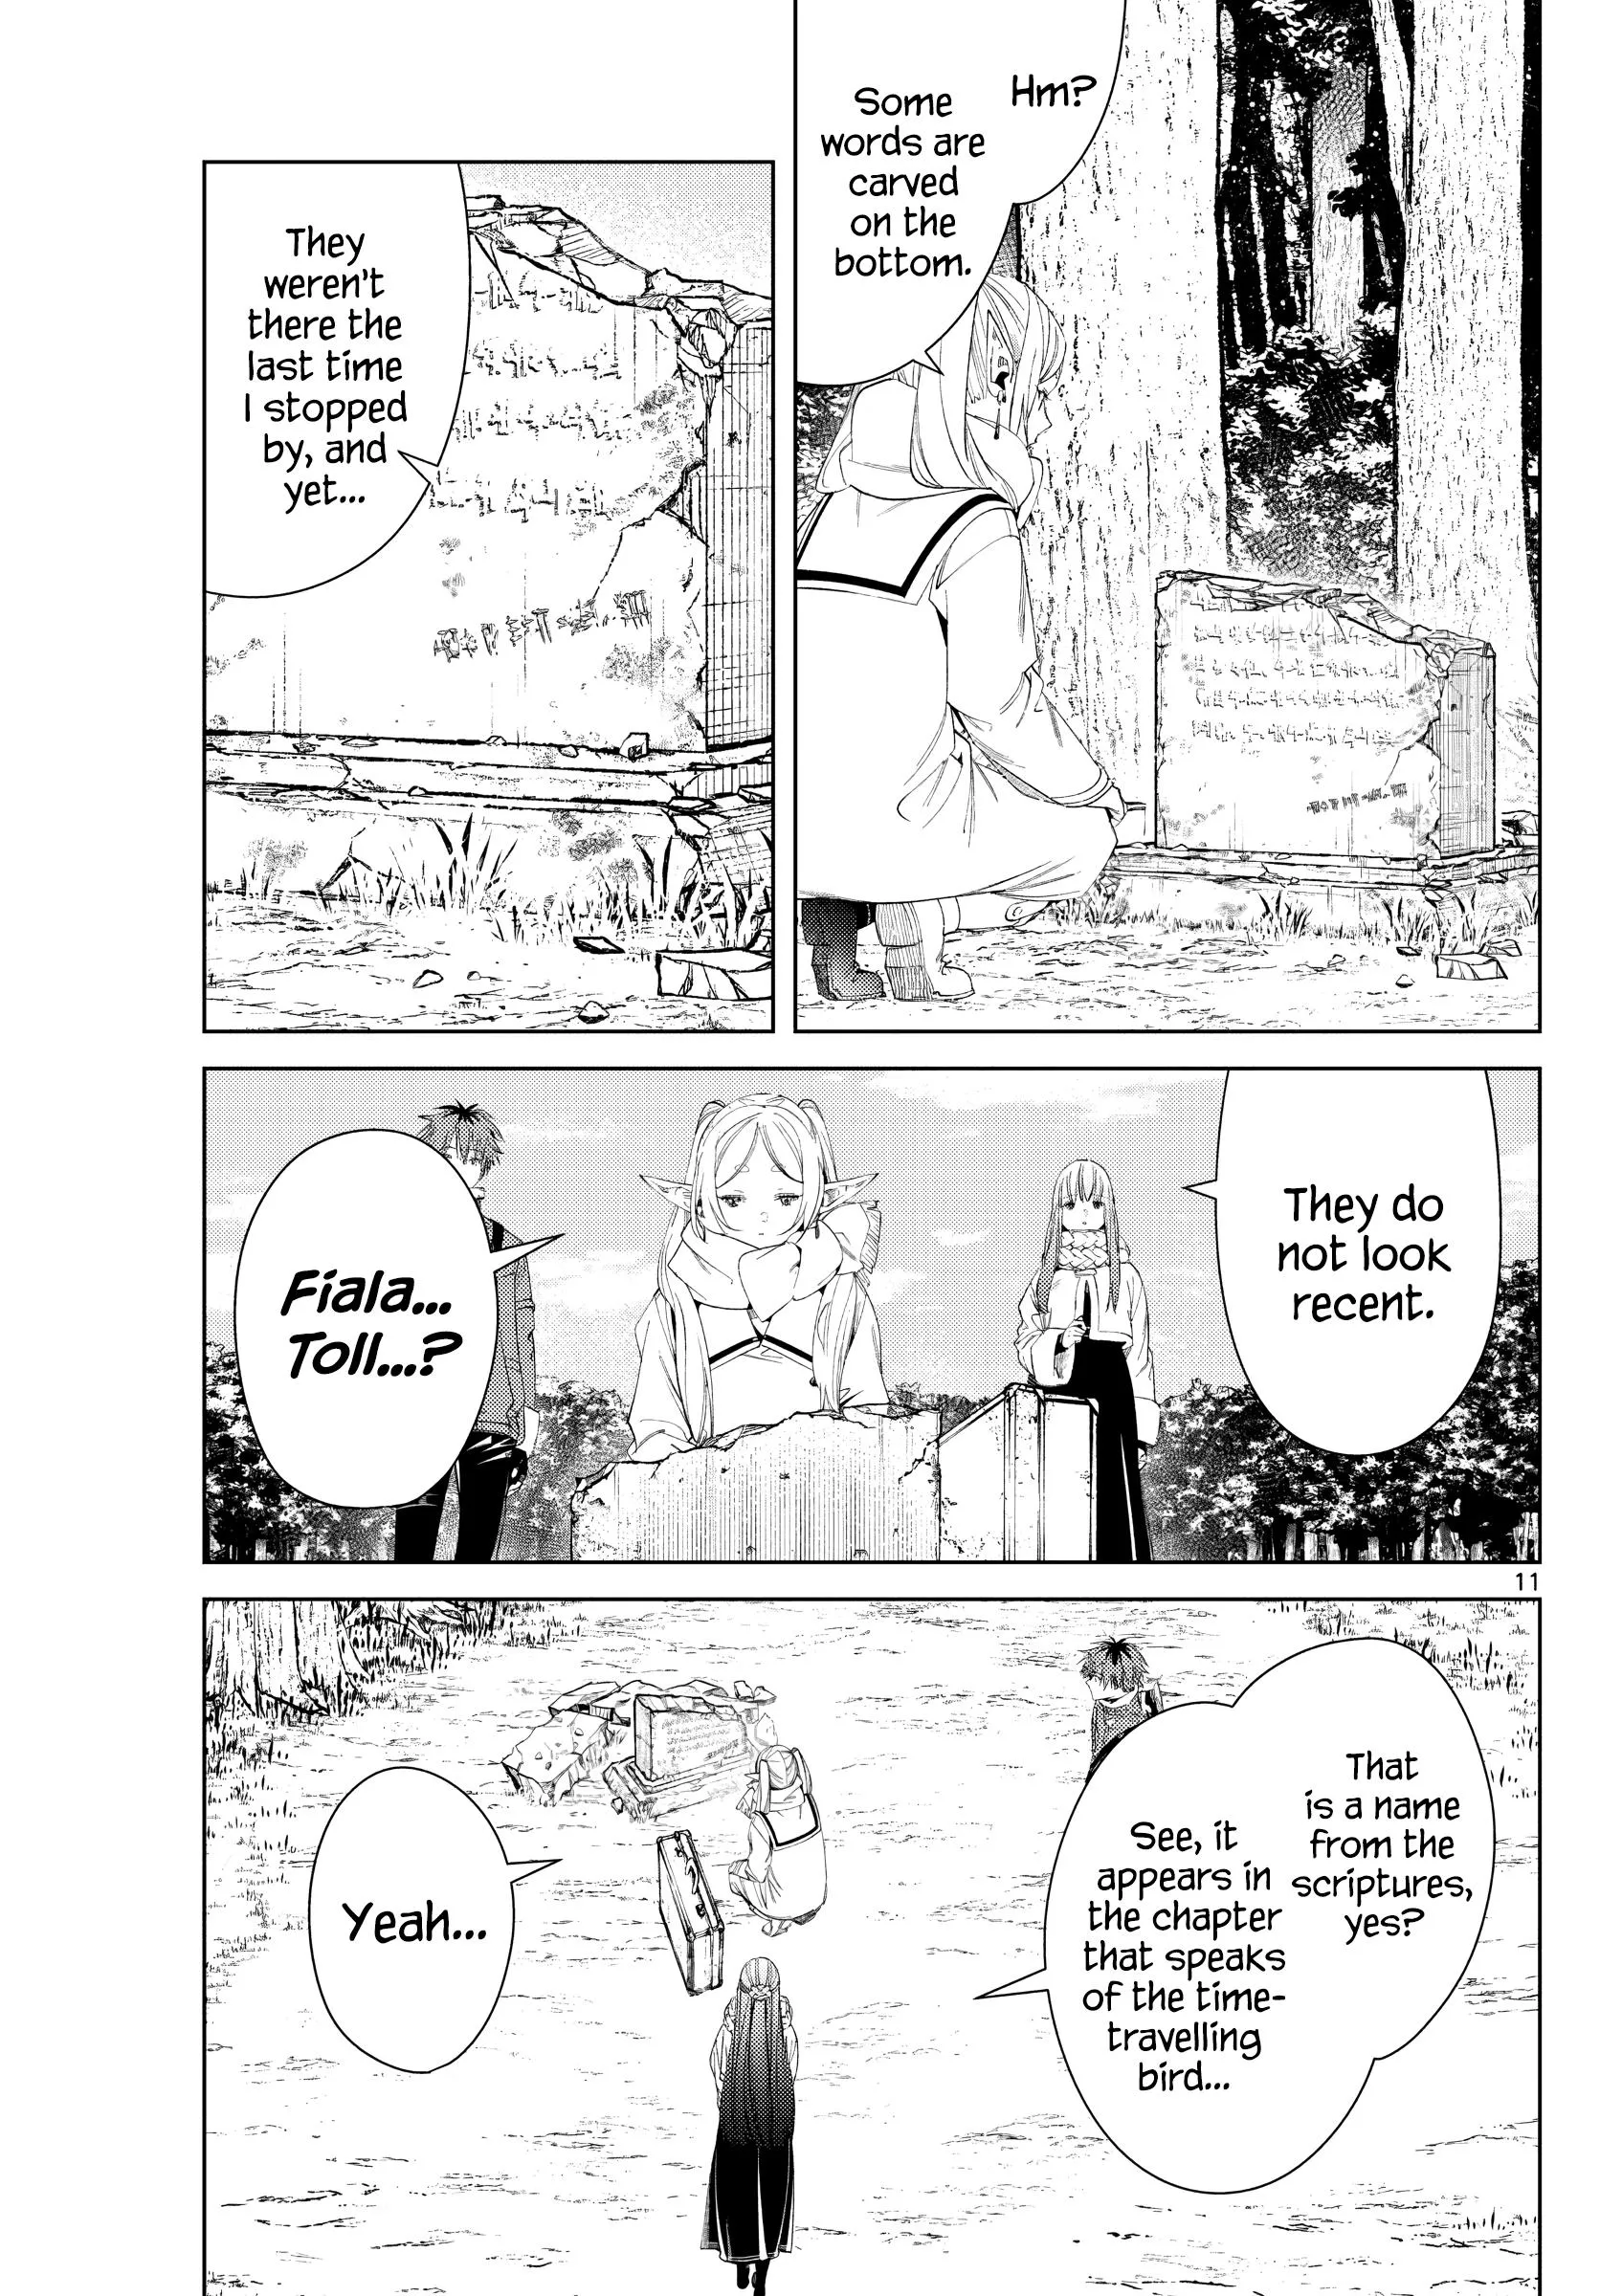 Hm?
Some
words are
carved
on the
bottom.
They
weren't
there the
last time
I stopped
by, and
yet...
They do
not look
recent.
Fiala...
Toll...?
11
That
is a name
from the
scriptures,
yes?
See, it
appears in
the chapter
that speaks
of the time-
travelling
bird...
Yeah...